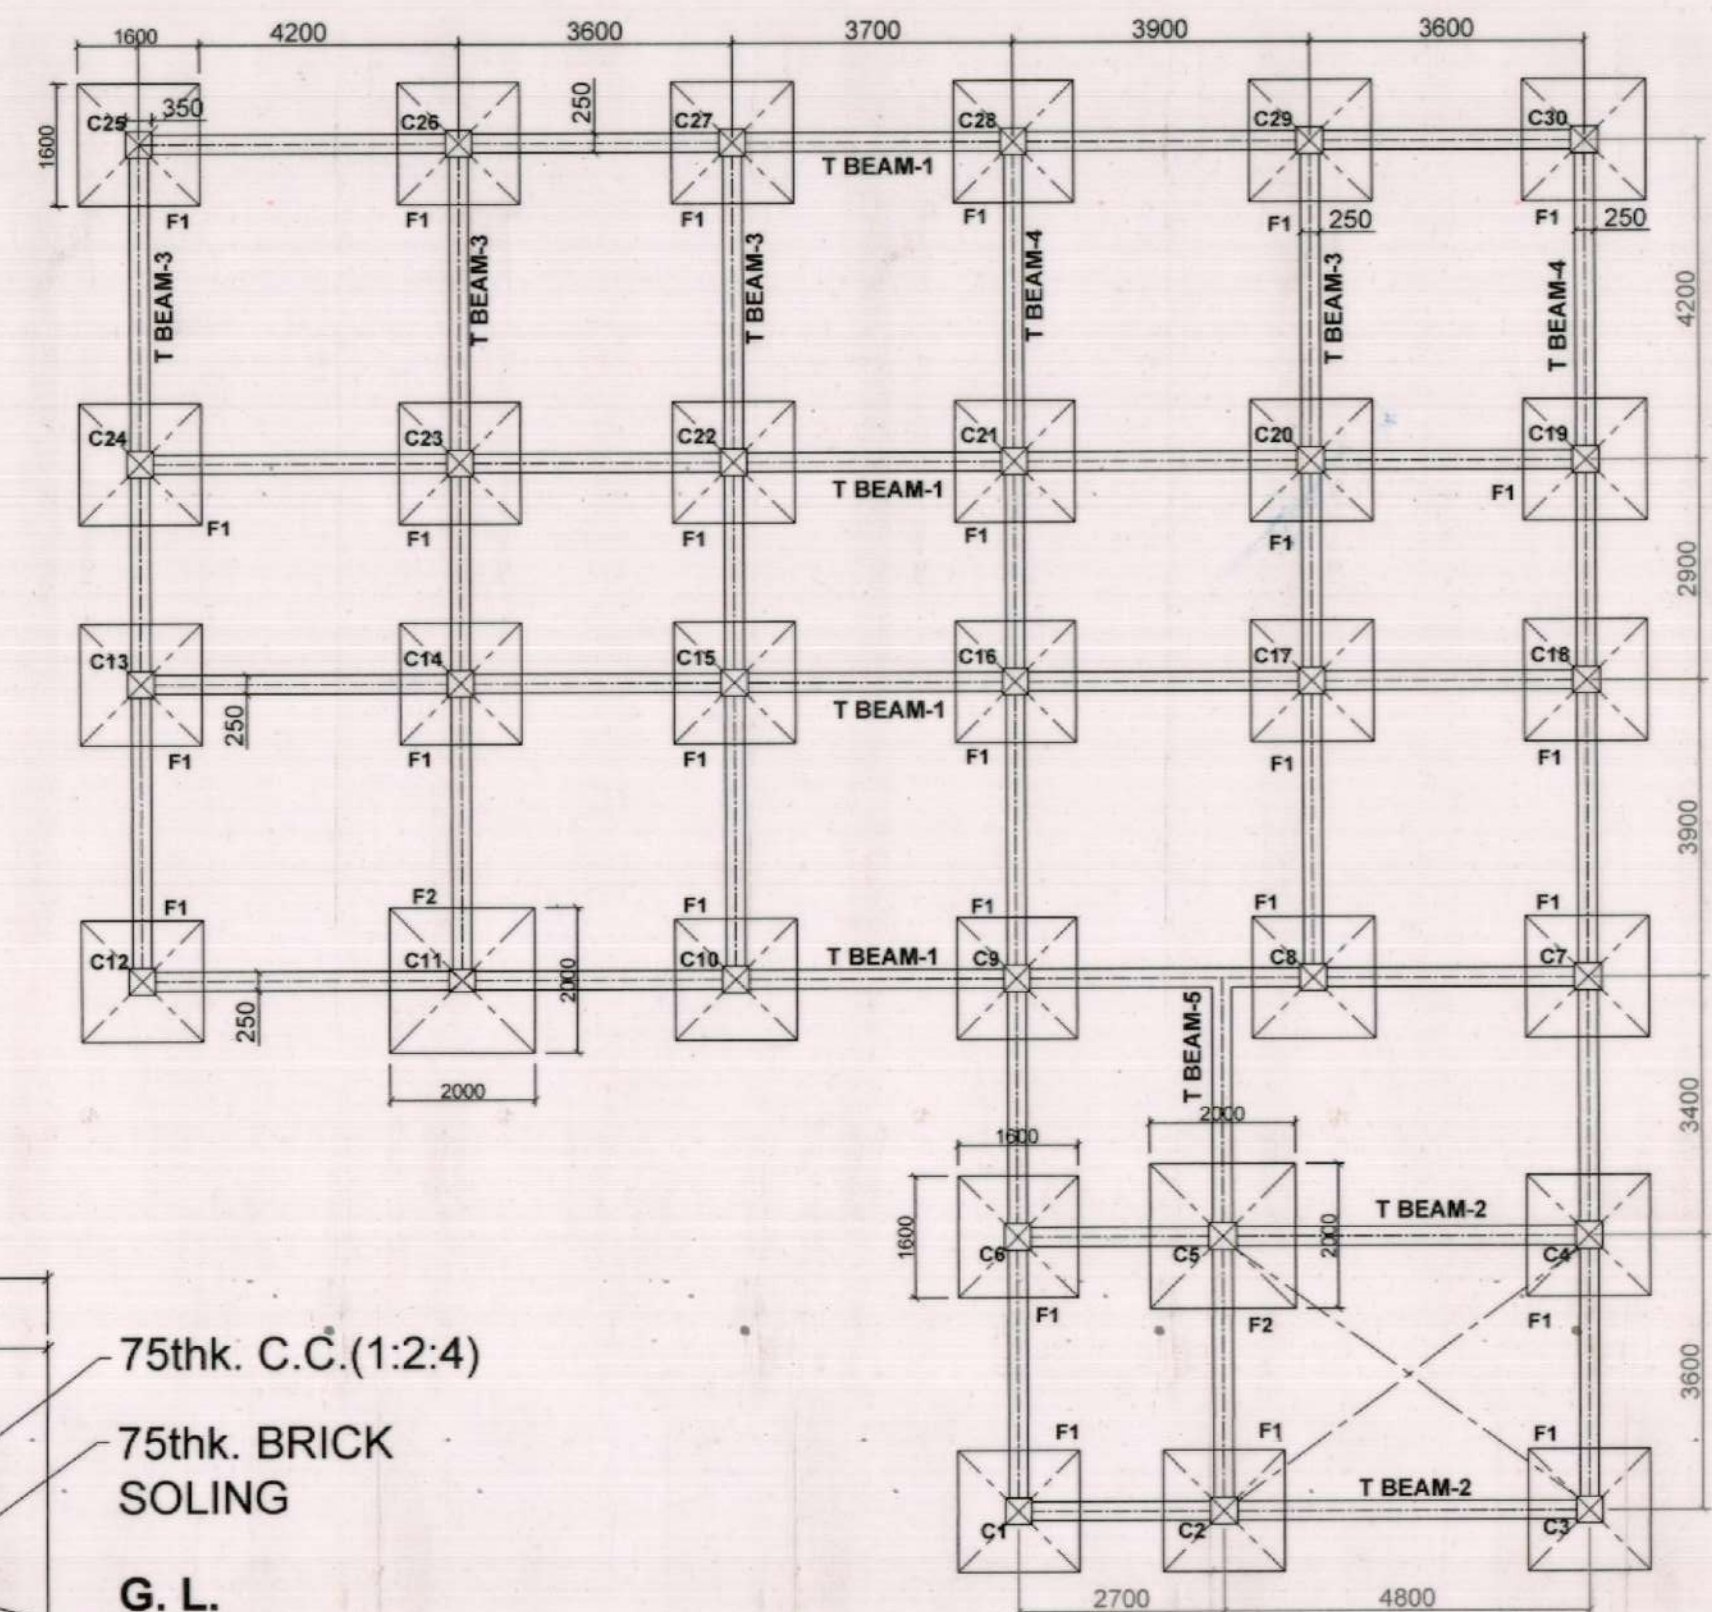 1600 4200 3600 3700 3900 3600
C25 350 C26 250 C27 C28 C29 C30
1600
T BEAM-1
F1 F1 F1 F1 F1 250 F1 250
T BEAM-3 T BEAM-3 T BEAM-3 T BEAM-4 T BEAM-3 T BEAM-4 4200
C24 C23 C22 C21 C20 C19
T BEAM-1
F1 F1 F1 F1 F1 F1
2900
C13 C14 C15 C16 C17 C18
250 T BEAM-1
F1 F1 F1 F1 F1 F1
3900
F1 F2 F1 F1 F1 F1
C12 C11 C10 T BEAM-1 C9 C8 C7
250 2000
T BEAM-5
2000 3400
1600 2000
T BEAM-2
1600 2000
C6 C5 C4
F1 F2 F1
75thk. C.C.(1:2:4)
3600
75thk. BRICK
SOLING
F1 F1 F1
T BEAM-2
C1 C2 C3
G. L.
2700 4800